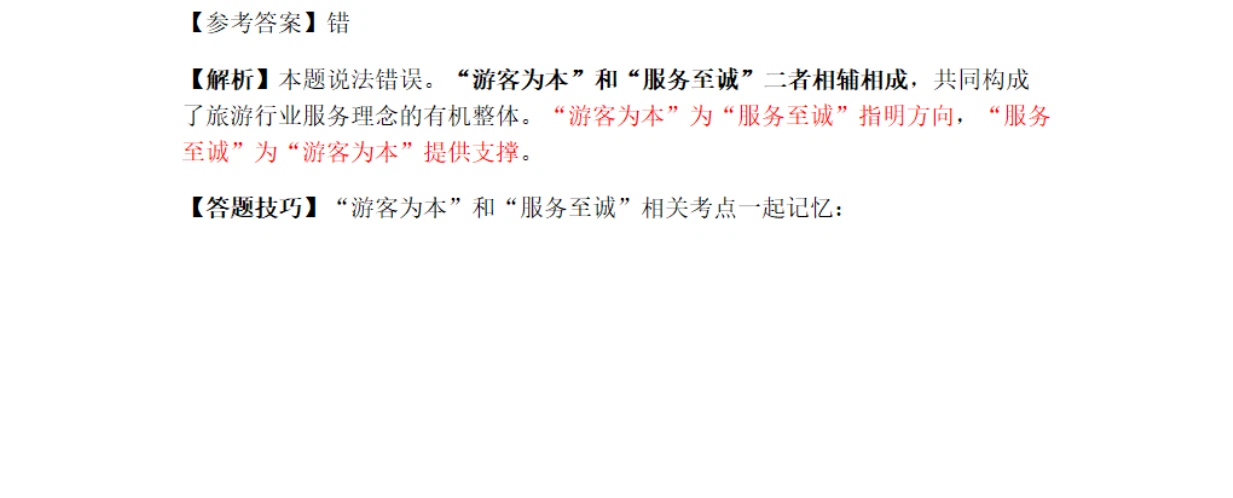 【参考答案】错
【解析】本题说法错误。“游客为本”和“服务至诚”二者相辅相成，共同构成
了旅游行业服务理念的有机整体。“游客为本”为“服务至诚”指明方向，“服务
至诚”为“游客为本”提供支撑。
【答题技巧】“游客为本”和“服务至诚”相关考点一起记忆：